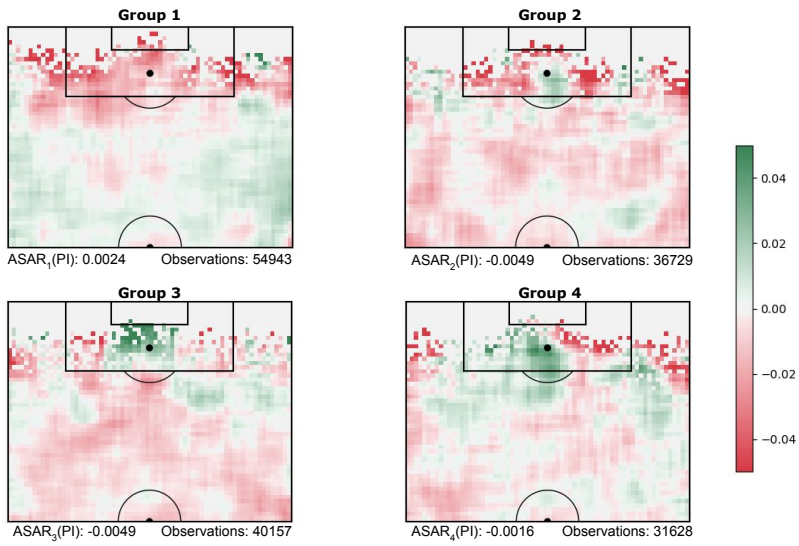 Group 1
Group 2
ASAR1(PI): 0.0024 Observations: 54943
ASAR2(PI): -0.0049 Observations: 36729
Group 3
Group 4
ASAR3(PI): -0.0049 Observations: 40157
ASAR4(PI): -0.0016 Observations: 31628
0.04
0.02
0.00
−0.02
−0.04